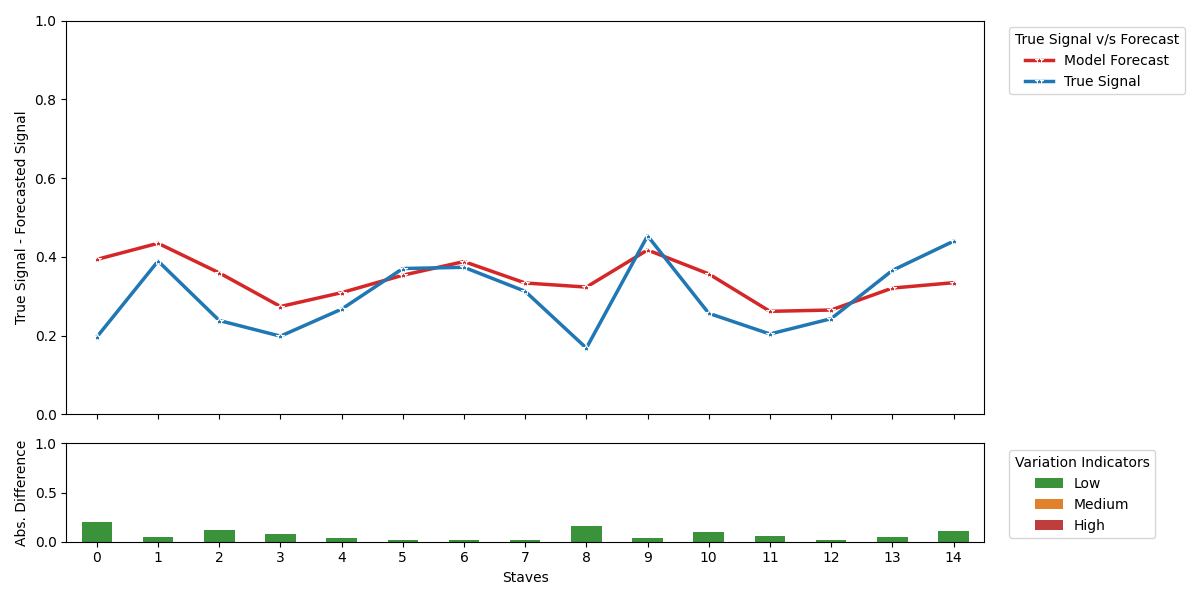 1.0
0.8
0.6
0.4
0.2
0.0
True Signal - Forecasted Signal
True Signal v/s Forecast
Model Forecast
True Signal
1.0
0.5
0.0
Abs. Difference
0 1 2 3 4 5 6 7 8 9 10 11 12 13 14
Staves
Variation Indicators
Low
Medium
High